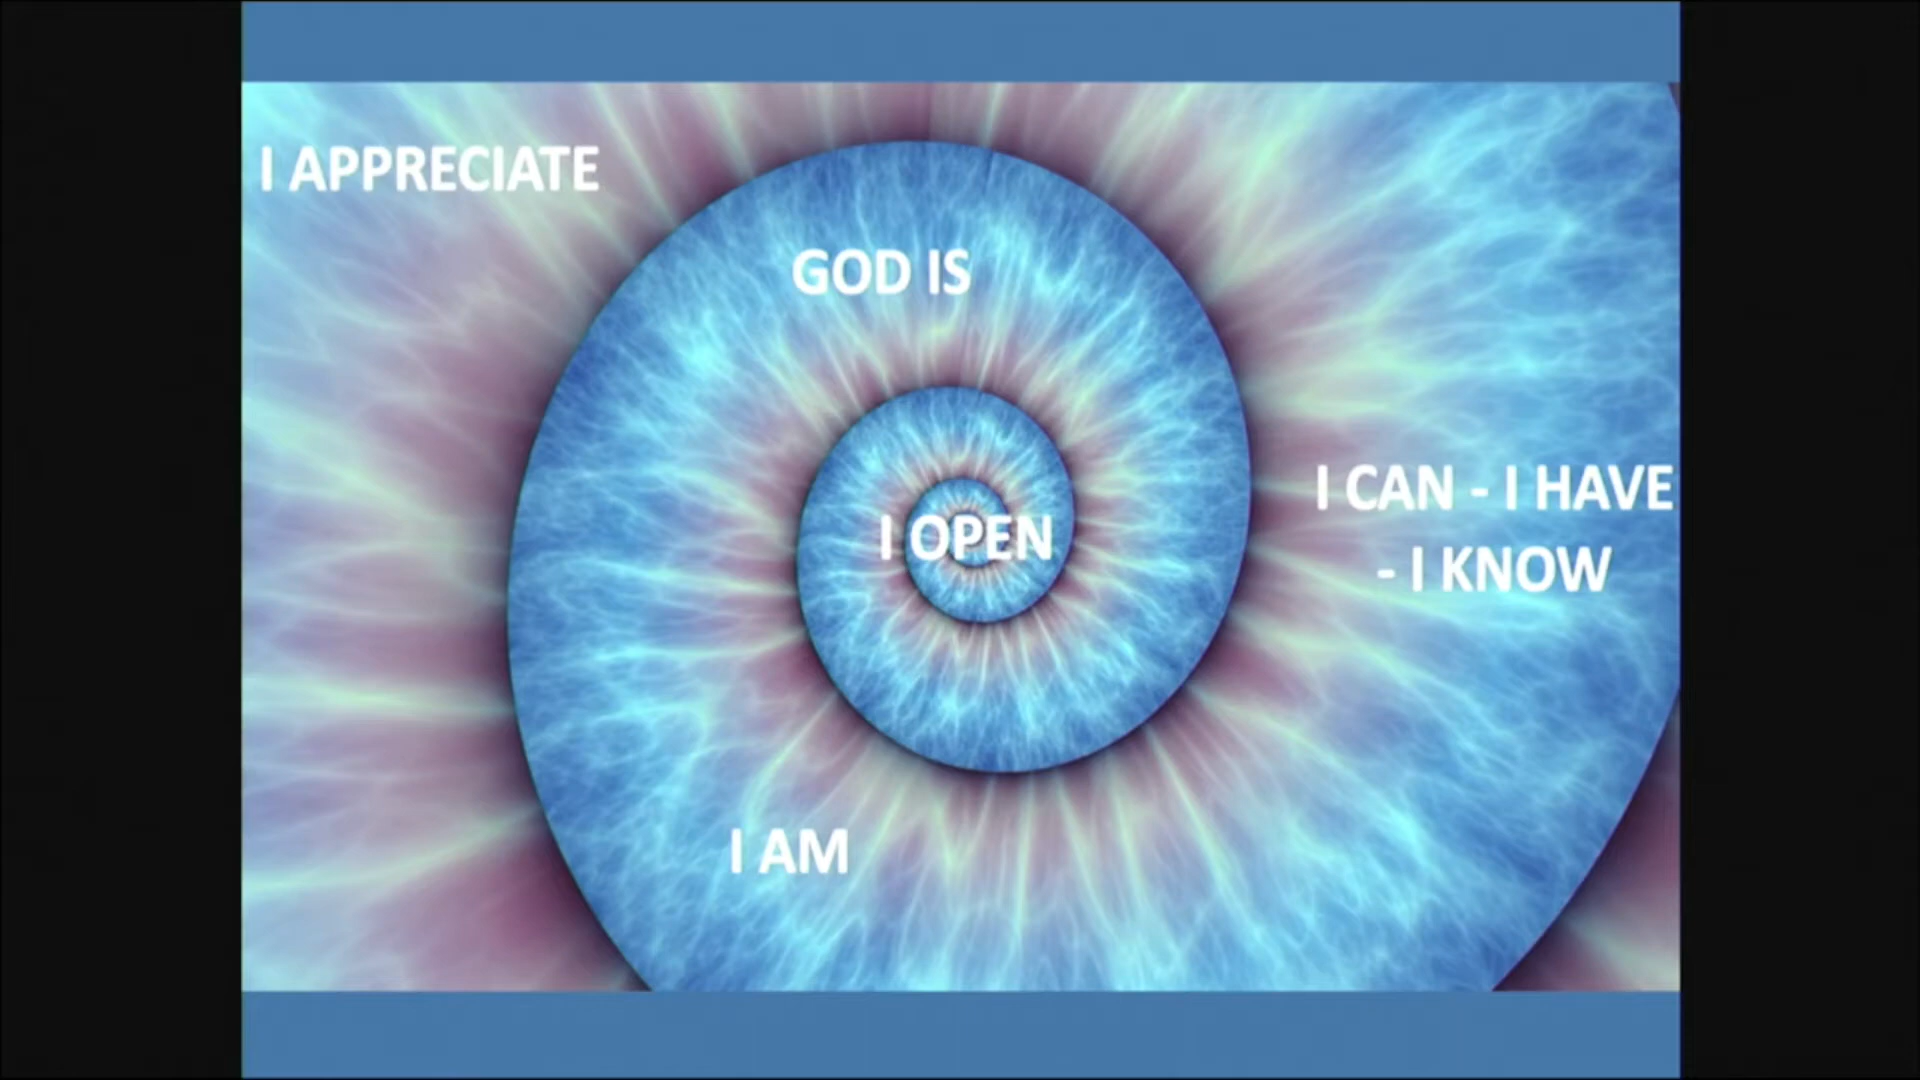 I APPRECIATE
GOD IS
I CAN - I HAVE
- I KNOW
I OPEN
I AM